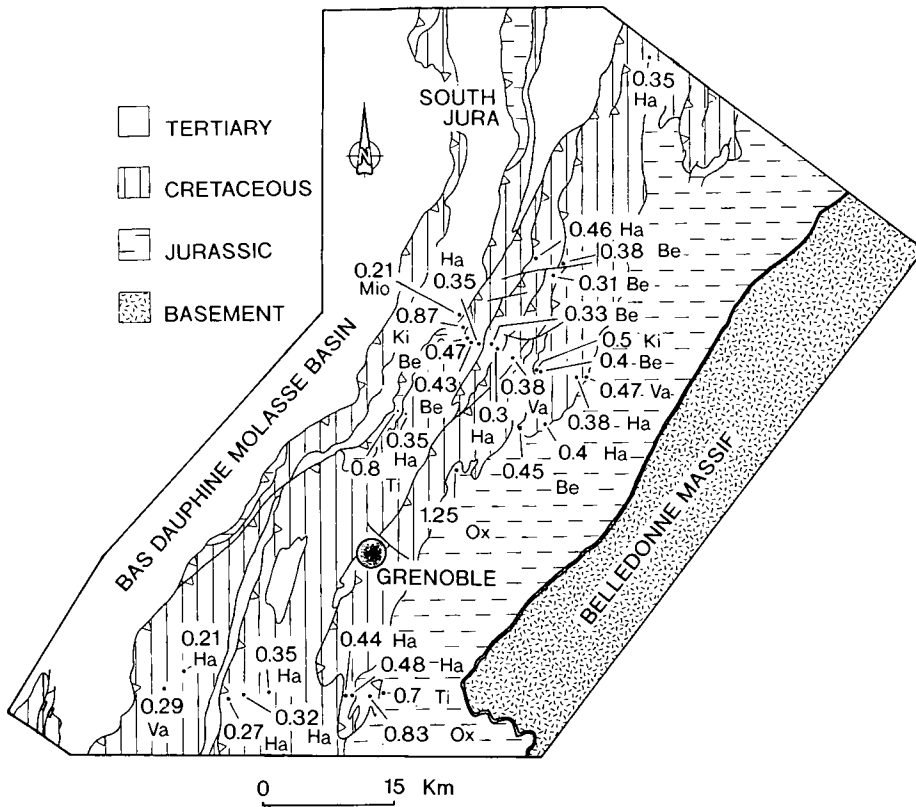 TERTIARY
CRETACEOUS
JURASSIC
BASEMENT
N
SOUTH
JURA
0.35
Ha
0.46 Ha
0.38 Be
0.31 Be
0.33 Be
0.5 Ki
0.4 Be
0.47 Va
0.38 Ha
0.4 Ha
0.45
Be
0.38
Va
0.3
Ha
Ha
0.35
0.21
Mio
0.87
Ki
Be
0.47
0.43
Be
0.35
Ha
0.8
Ti
1.25
Ox
BAS DAUPHINE MOLASSE BASIN
BELLEDONNE MASSIF
GRENOBLE
0.21
Ha
0.29
Va
0.35
Ha
0.27
Ha
0.32
Ha
0.44 Ha
0.48 Ha
0.7 Ti
0.83 Ox
0 15 Km